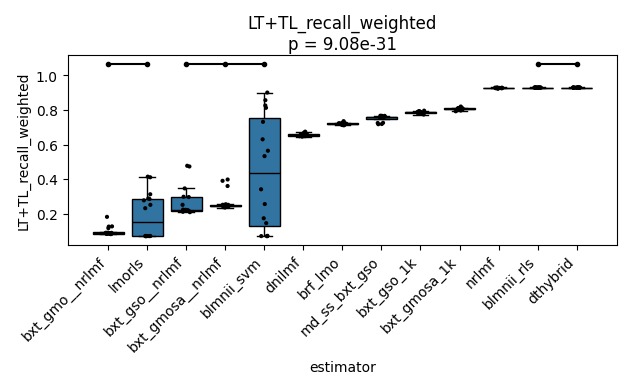 LT+TL_recall_weighted
p = 9.08e-31
LT+TL_recall_weighted
1.0
0.8
0.6
0.4
0.2
bxt_gmo__nrlmf
lmorls
bxt_gso__nrlmf
bxt_gmosa__nrlmf
blmnii_svm
dnilmf
brf_lmo
md_ss_bxt_gso
bxt_gso_1k
bxt_gmosa_1k
nrlmf
blmnii_rls
dthybrid
estimator